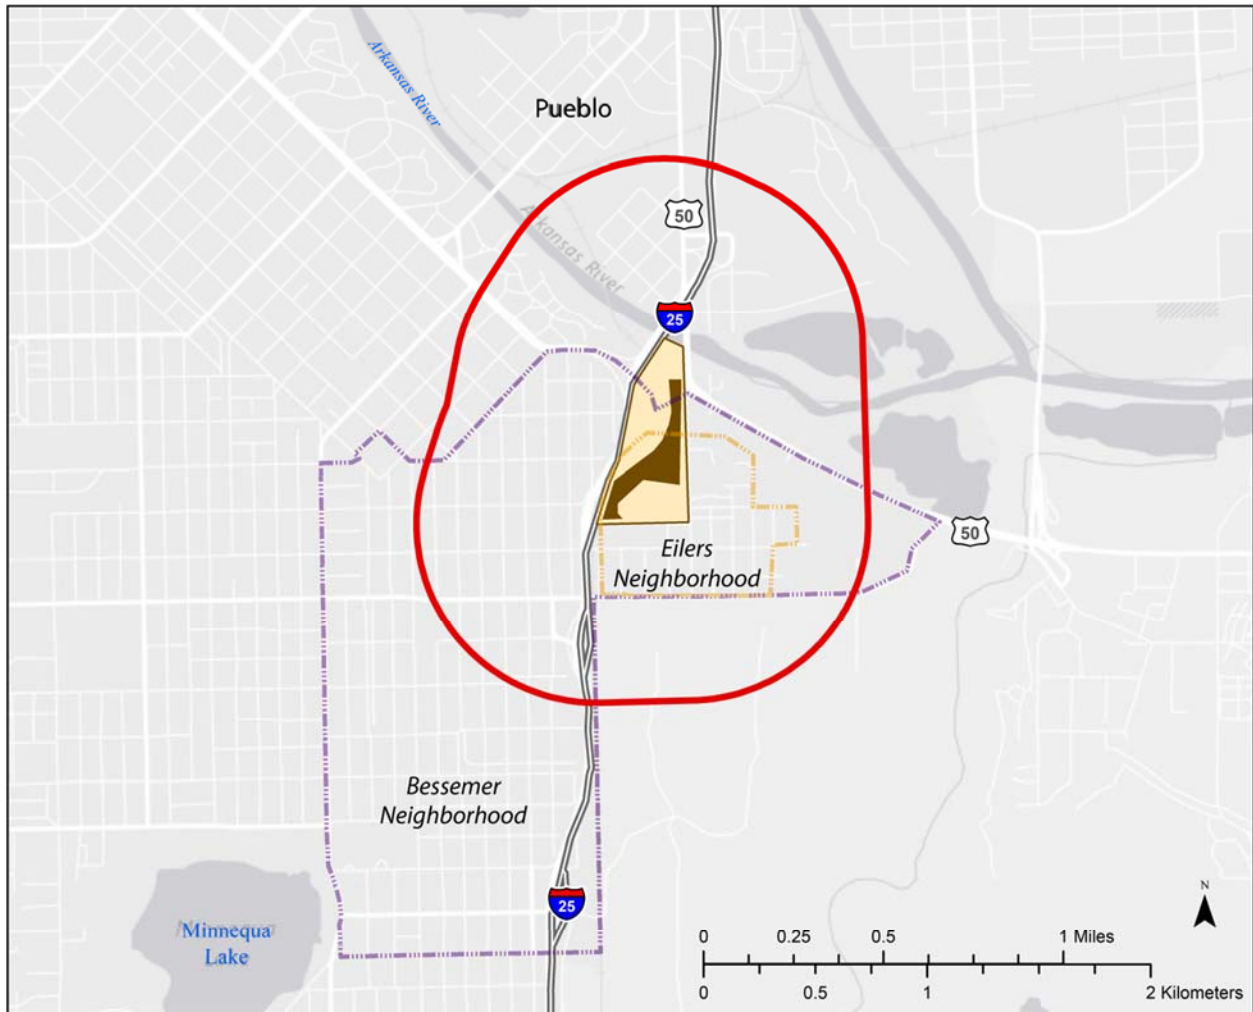 Arkansas River
Pueblo
50
Arkansas River
25
50
Eilers
Neighborhood
Bessemer
Neighborhood
25
N
Minnequa
Lake
0 0.25 0.5 1 Miles
0 0.5 1 2 Kilometers